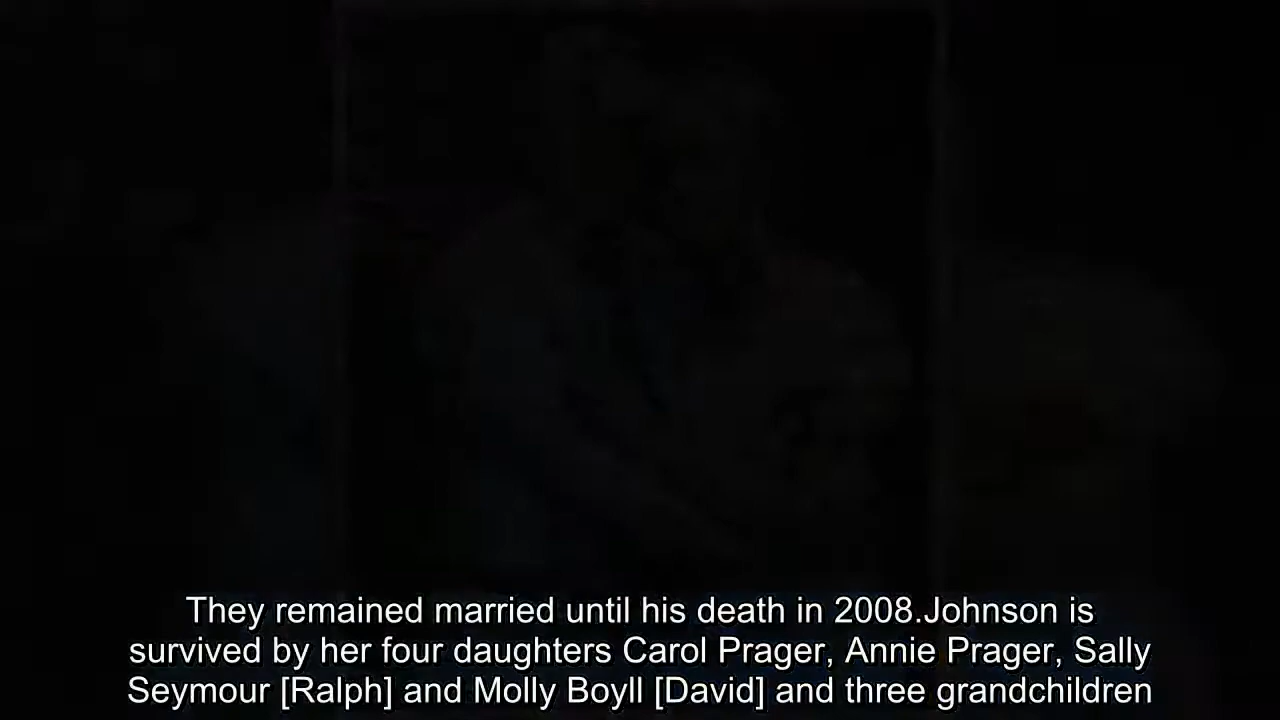 They remained married until his death in 2008.Johnson is
survived by her four daughters Carol Prager, Annie Prager, Sally
Seymour [Ralph] and Molly Boyll [David] and three grandchildren